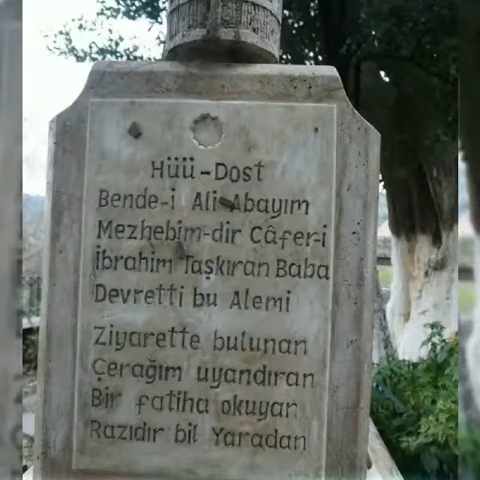 Hüü-Dost
Bende-i Ali-Abayım
Mezhebim-dir Câfer-i
İbrahim Taşkıran Baba
Devretti bu Alemi
Ziyarette bulunan
Çerağım uyandıran
Bir fatiha okuyan
Razıdır bil Yaradan